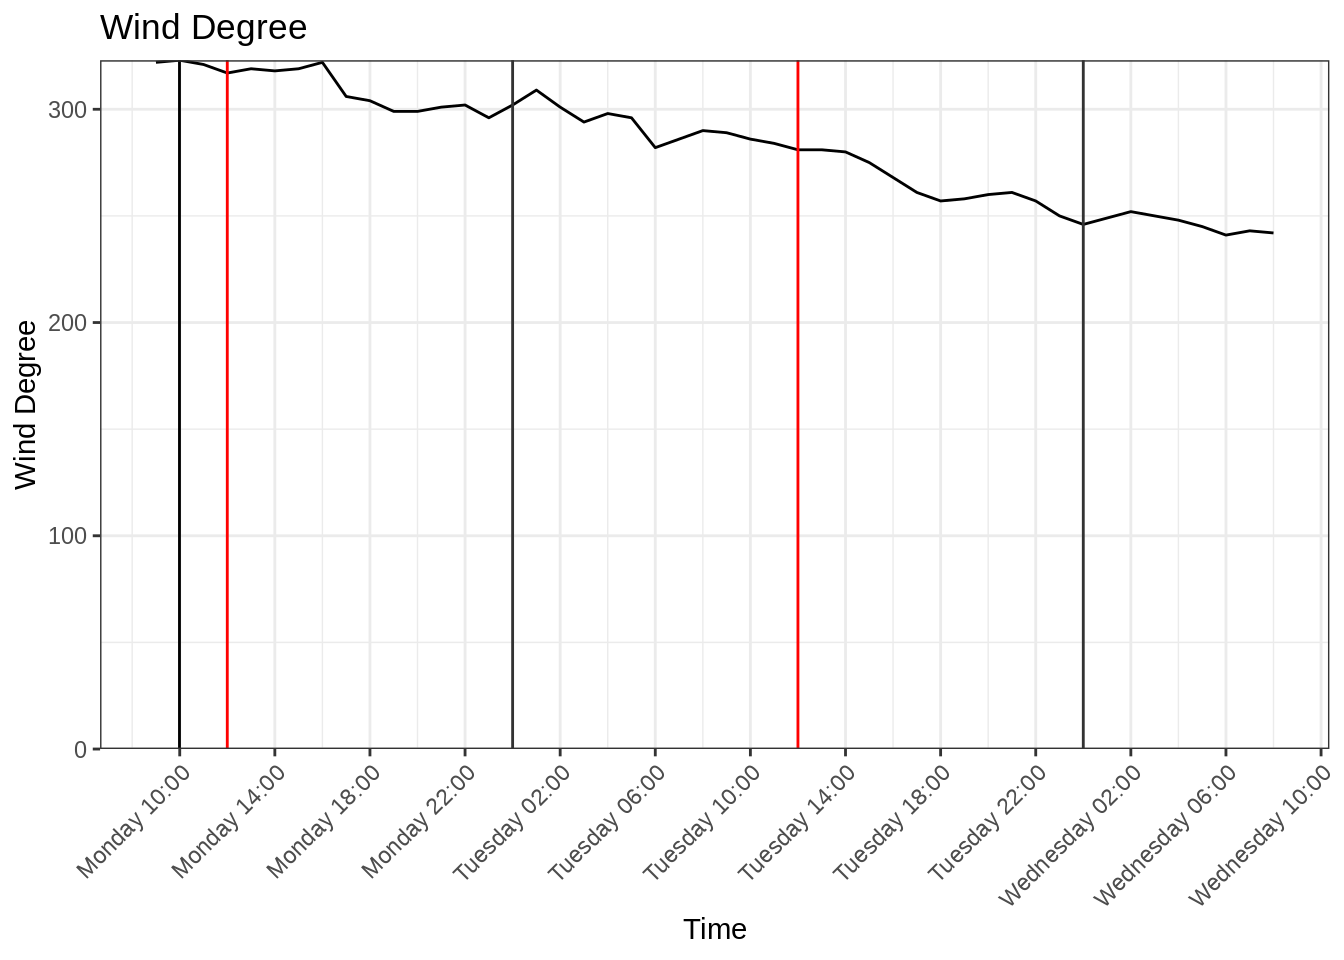 Wind Degree
Wind Degree
300
200
100
0
Monday 10:00
Monday 14:00
Monday 18:00
Monday 22:00
Tuesday 02:00
Tuesday 06:00
Tuesday 10:00
Tuesday 14:00
Tuesday 18:00
Tuesday 22:00
Wednesday 02:00
Wednesday 06:00
Wednesday 10:00
Time